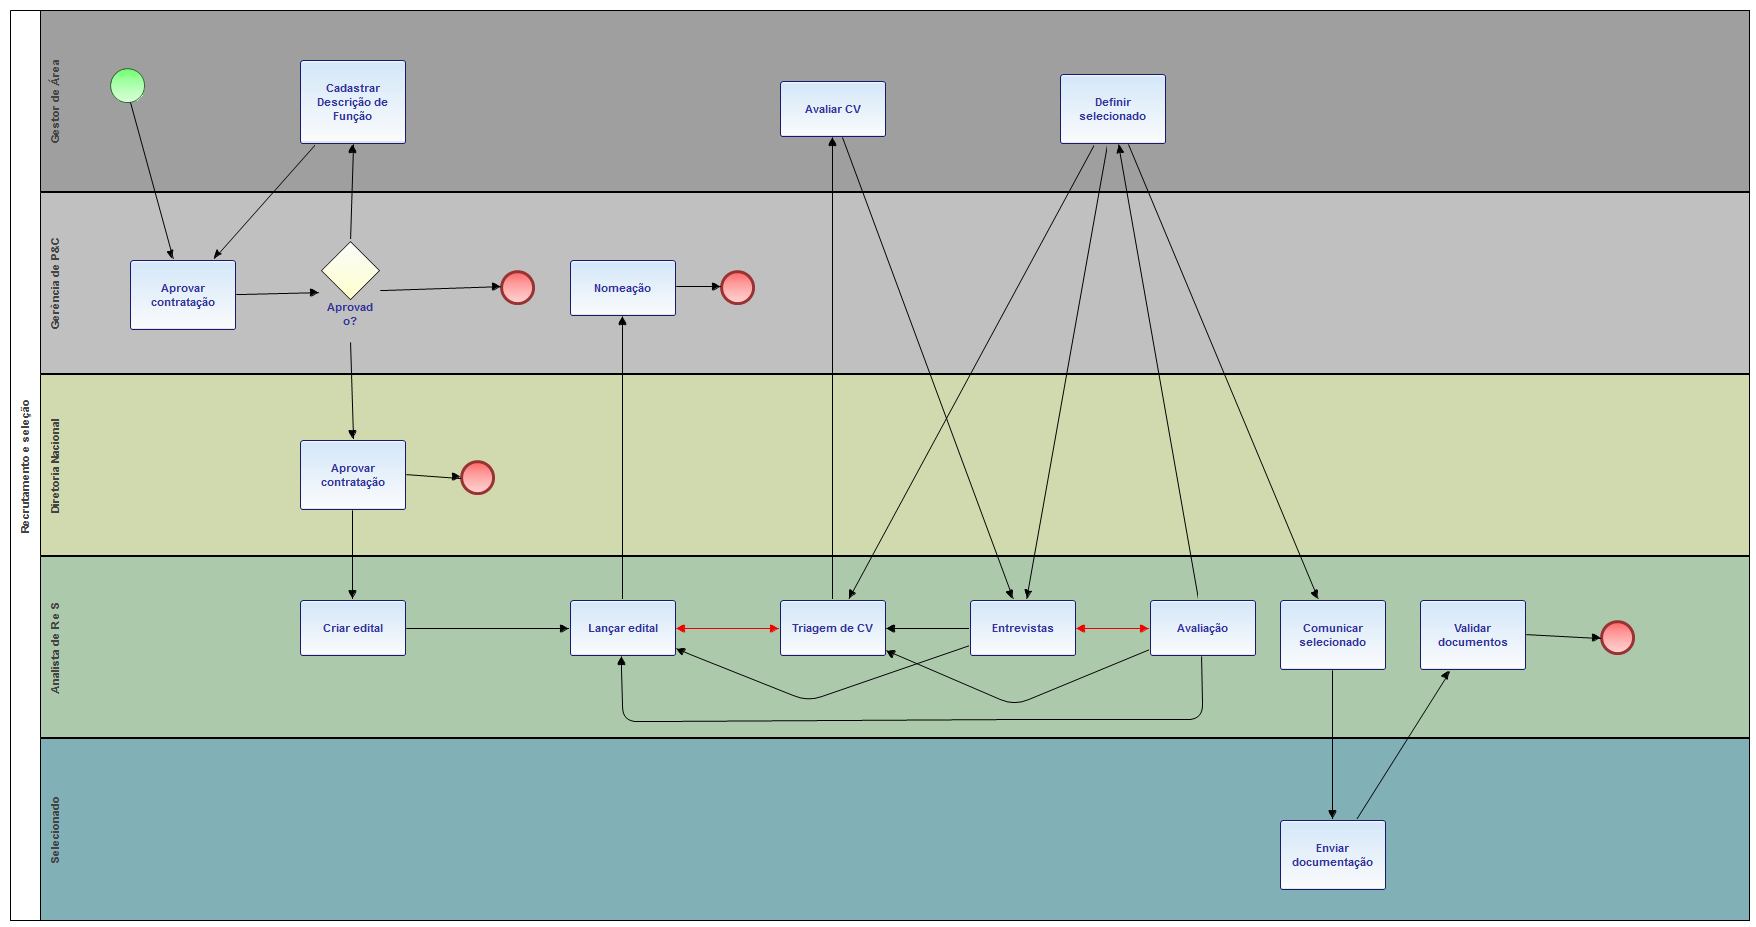 Recrutamento e seleção
Gestor de Área
Cadastrar
Descrição de
Função
Avaliar CV
Definir
selecionado
Gerência de P&C
Aprovar
contratação
Aprovad
o?
Nomeação
Diretoria Nacional
Aprovar
contratação
Analista de R e S
Criar edital
Lançar edital
Triagem de CV
Entrevistas
Avaliação
Comunicar
selecionado
Validar
documentos
Selecionado
Enviar
documentação